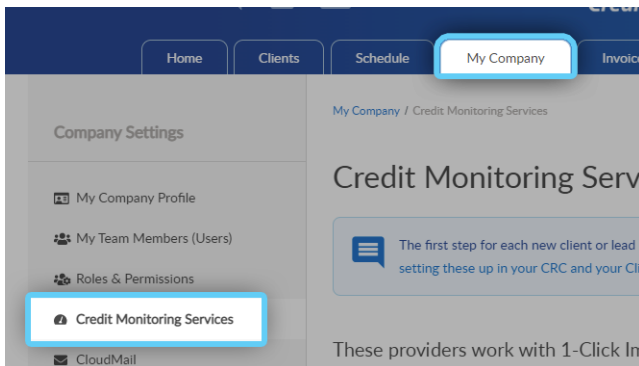 Home Clients Schedule My Company Invoice
My Company / Credit Monitoring Services
Company Settings
Credit Monitoring Serv
My Company Profile
My Team Members (Users)
The first step for each new client or lead
setting these up in your CRC and your Cli
Roles & Permissions
Credit Monitoring Services
These providers work with 1-Click Im
CloudMail